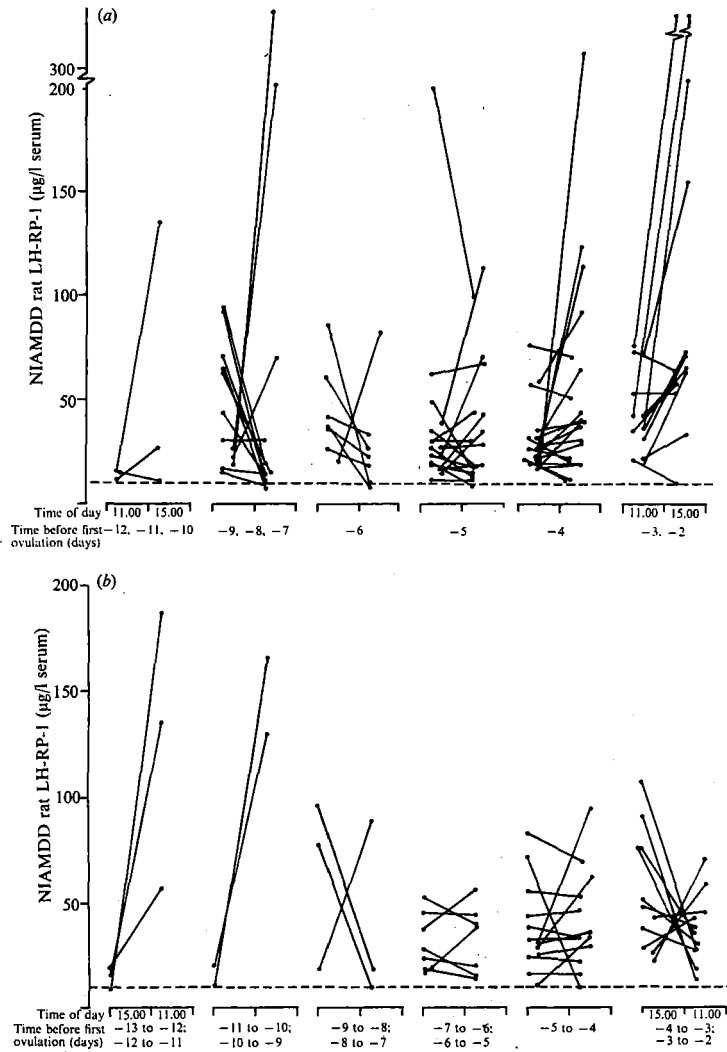 (a)
NIAMDD rat LH-RP-1 (µg/l serum)
300
200
150
100
50
Time of day 11.00 15.00 11.00 15.00
Time before first −12, −11, −10 −9, −8, −7 −6 −5 −4 −3, −2
ovulation (days)
(b)
NIAMDD rat LH-RP-1 (µg/l serum)
200
150
100
50
Time of day 15.00 11.00 15.00 11.00
Time before first −13 to −12; −11 to −10; −9 to −8; −7 to −6; −5 to −4 −4 to −3;
ovulation (days) −12 to −11 −10 to −9 −8 to −7 −6 to −5 −3 to −2